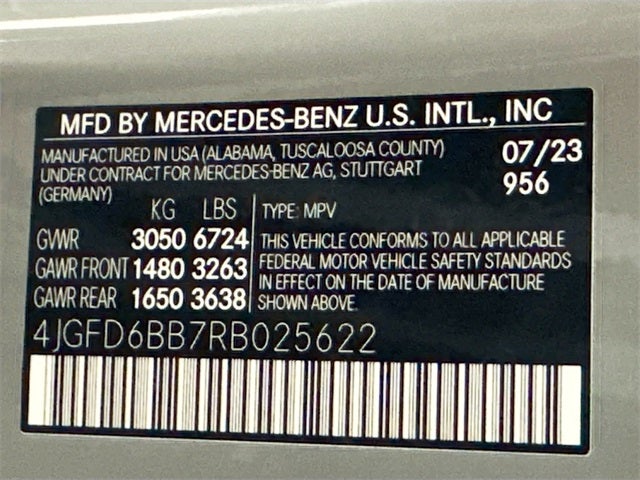 MFD BY MERCEDES-BENZ U.S. INTL., INC
MANUFACTURED IN USA (ALABAMA, TUSCALOOSA COUNTY)
UNDER CONTRACT FOR MERCEDES-BENZ AG, STUTTGART
(GERMANY)
07/23
956
KG LBS
GVWR 3050 6724
GAWR FRONT 1480 3263
GAWR REAR 1650 3638
TYPE: MPV
THIS VEHICLE CONFORMS TO ALL APPLICABLE
FEDERAL MOTOR VEHICLE SAFETY STANDARDS
IN EFFECT ON THE DATE OF MANUFACTURE
SHOWN ABOVE.
4JGFD6BB7RB025622